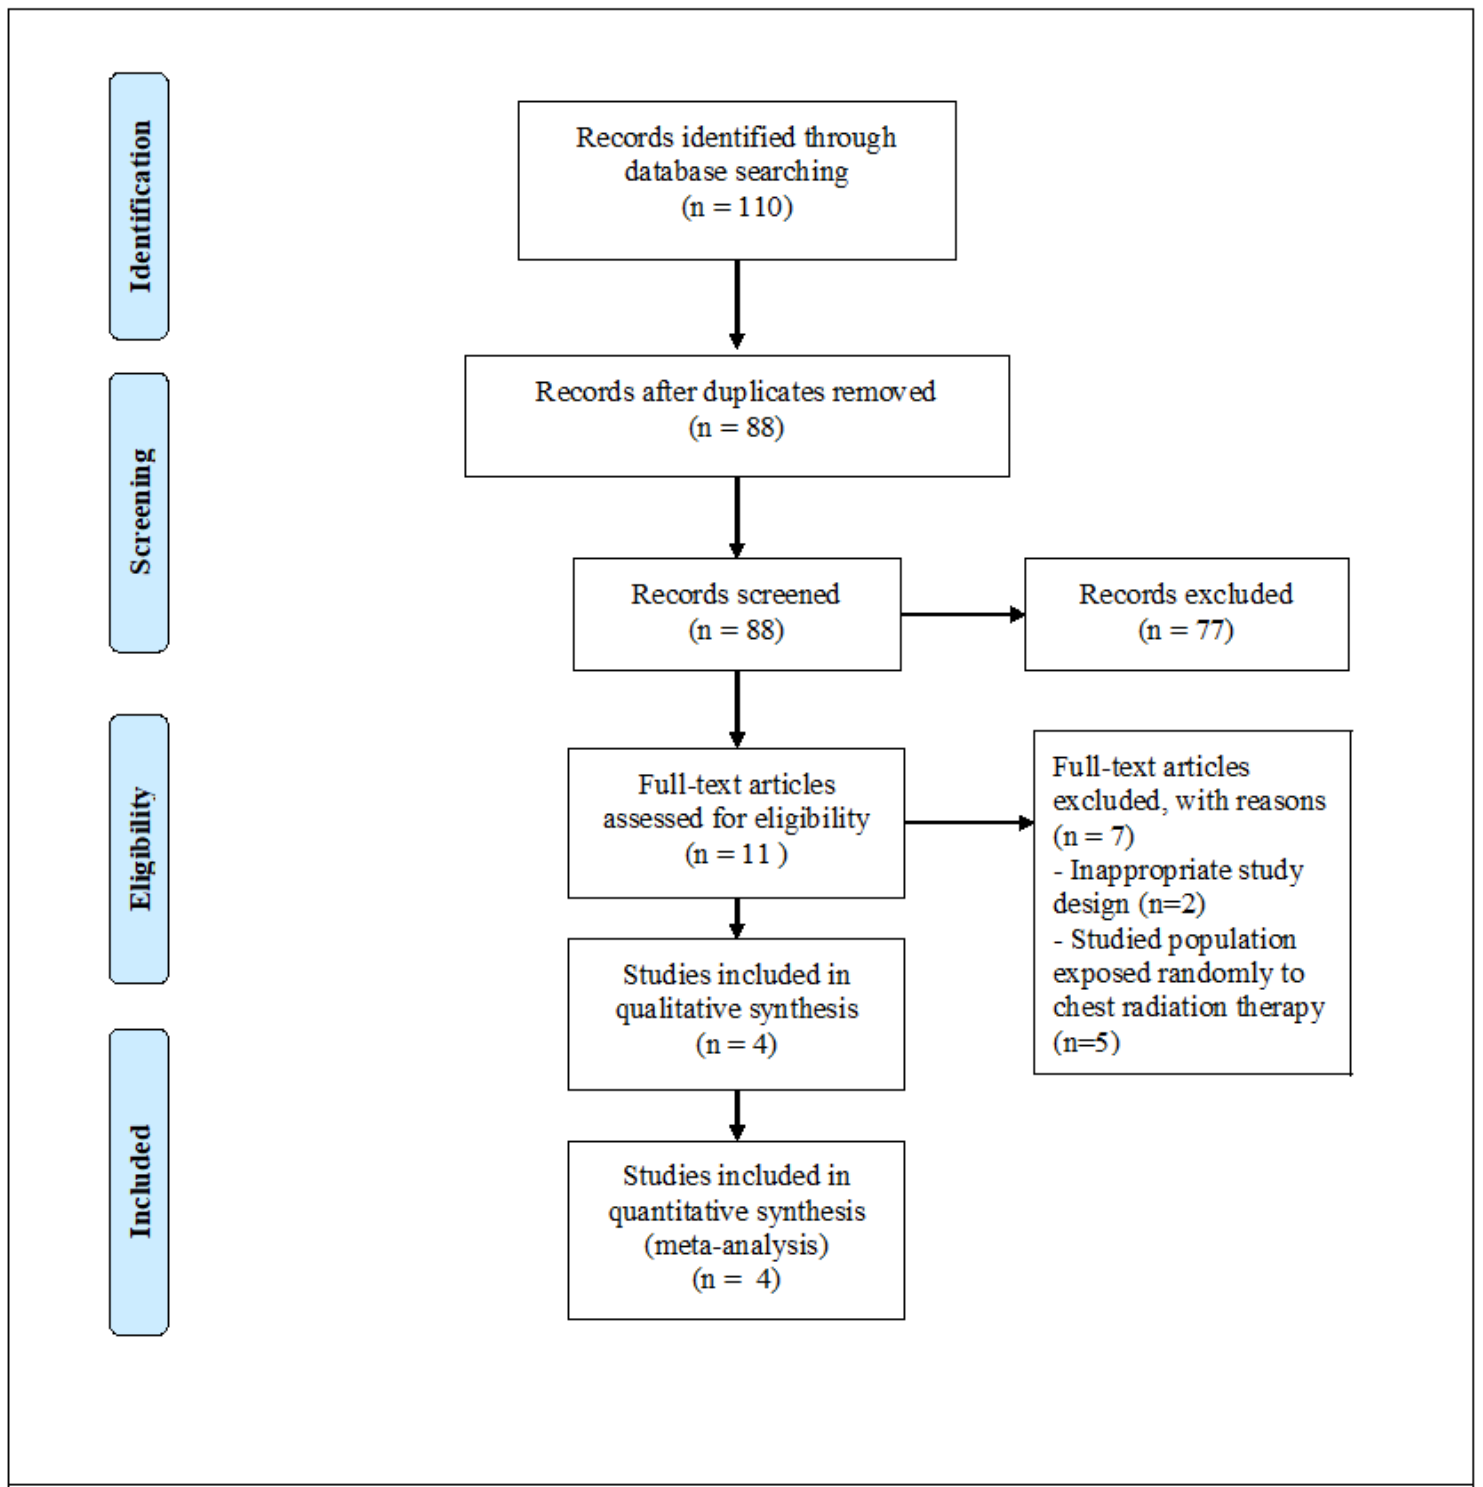 Identification
Records identified through
database searching
(n = 110)
Screening
Records after duplicates removed
(n = 88)
Records screened
(n = 88)
Records excluded
(n = 77)
Eligibility
Full-text articles
assessed for eligibility
(n = 11 )
Full-text articles
excluded, with reasons
(n = 7)
- Inappropriate study
design (n=2)
- Studied population
exposed randomly to
chest radiation therapy
(n=5)
Studies included in
qualitative synthesis
(n = 4)
Included
Studies included in
quantitative synthesis
(meta-analysis)
(n =  4)